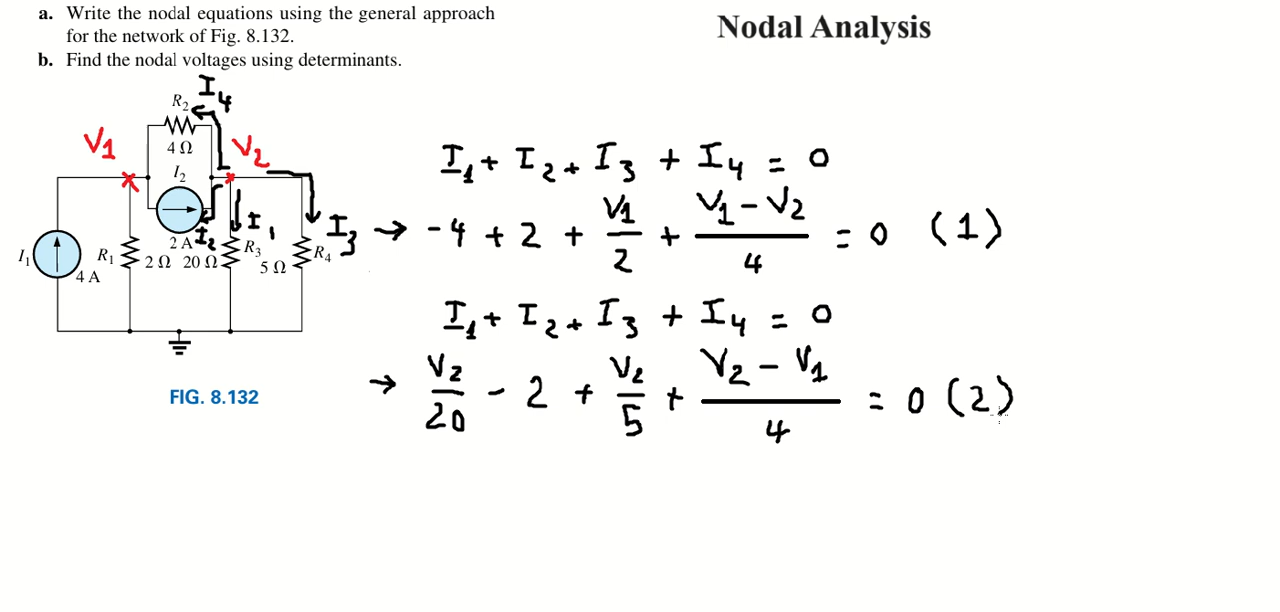 a. Write the nodal equations using the general approach
for the network of Fig. 8.132.
b. Find the nodal voltages using determinants.
Nodal Analysis
I4
R2
4 Ω
V1
V2
I2
I1
4 A
R1
2 Ω
2 A
I2
20 Ω
I1
R3
5 Ω
I3
R4
FIG. 8.132
I1 + I2 + I3 + I4 = 0
→ -4 + 2 + V1/2 + (V1 - V2)/4 = 0 (1)
I1 + I2 + I3 + I4 = 0
→ V2/20 - 2 + V2/5 + (V2 - V1)/4 = 0 (2)